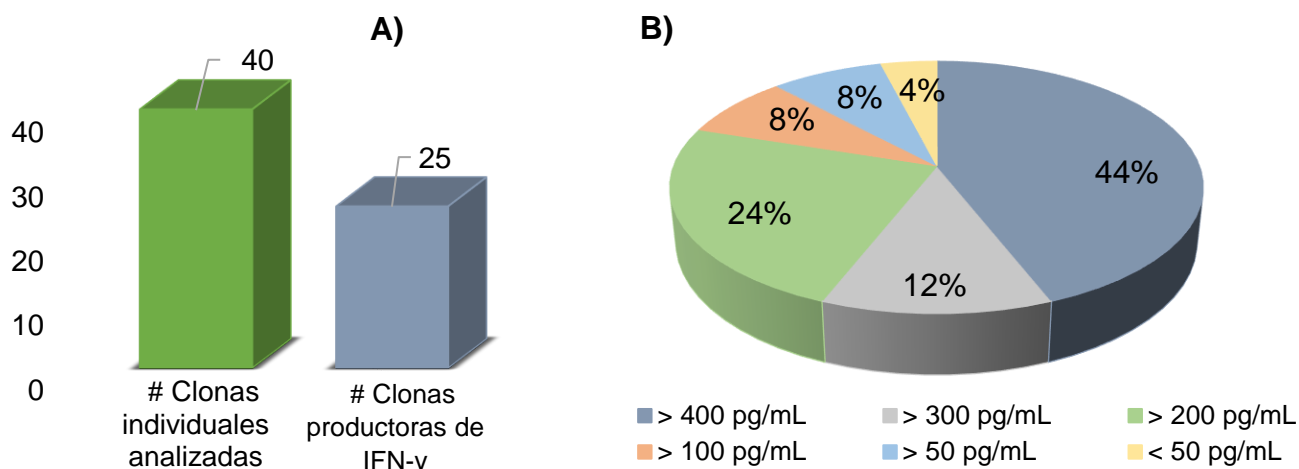 A)
40
25
40
30
20
10
0
# Clonas
individuales
analizadas
# Clonas
productoras de
IFN-γ
B)
4%
8%
8%
44%
24%
12%
> 400 pg/mL
> 300 pg/mL
> 200 pg/mL
> 100 pg/mL
> 50 pg/mL
< 50 pg/mL